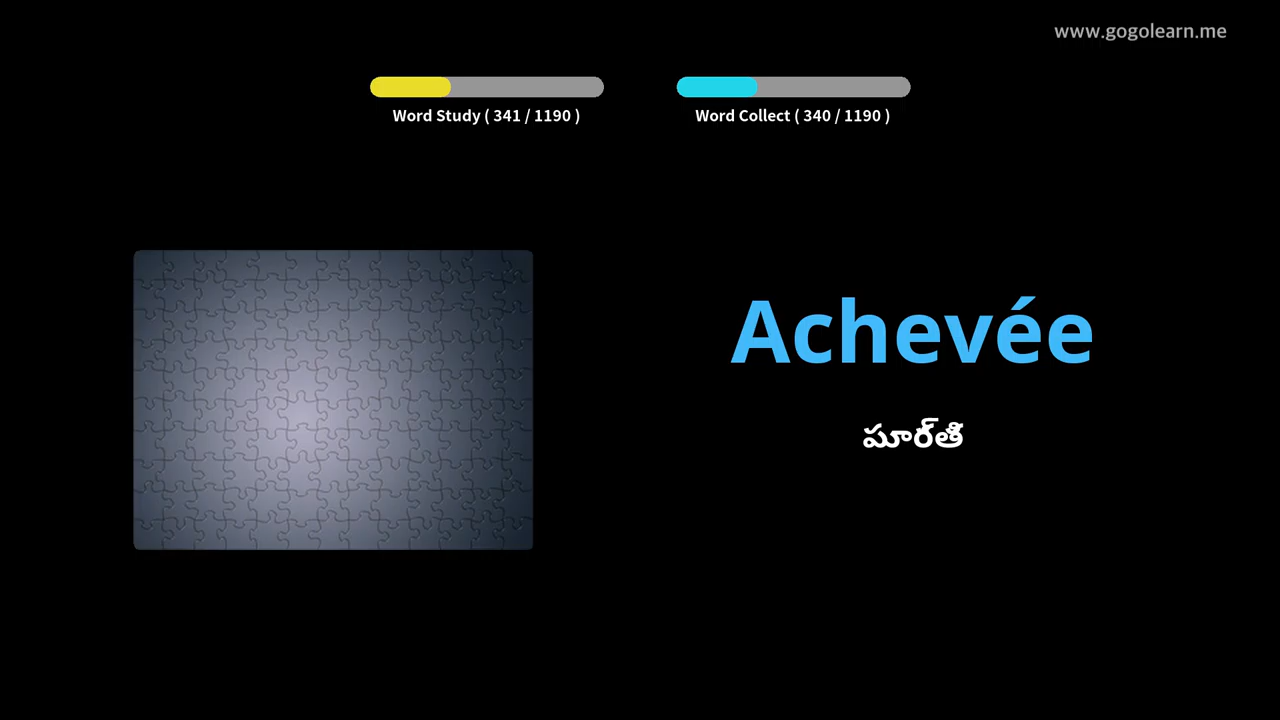 www.gogolearn.me
Word Study ( 341 / 1190 )
Word Collect ( 340 / 1190 )
Achevée
పూర్తి